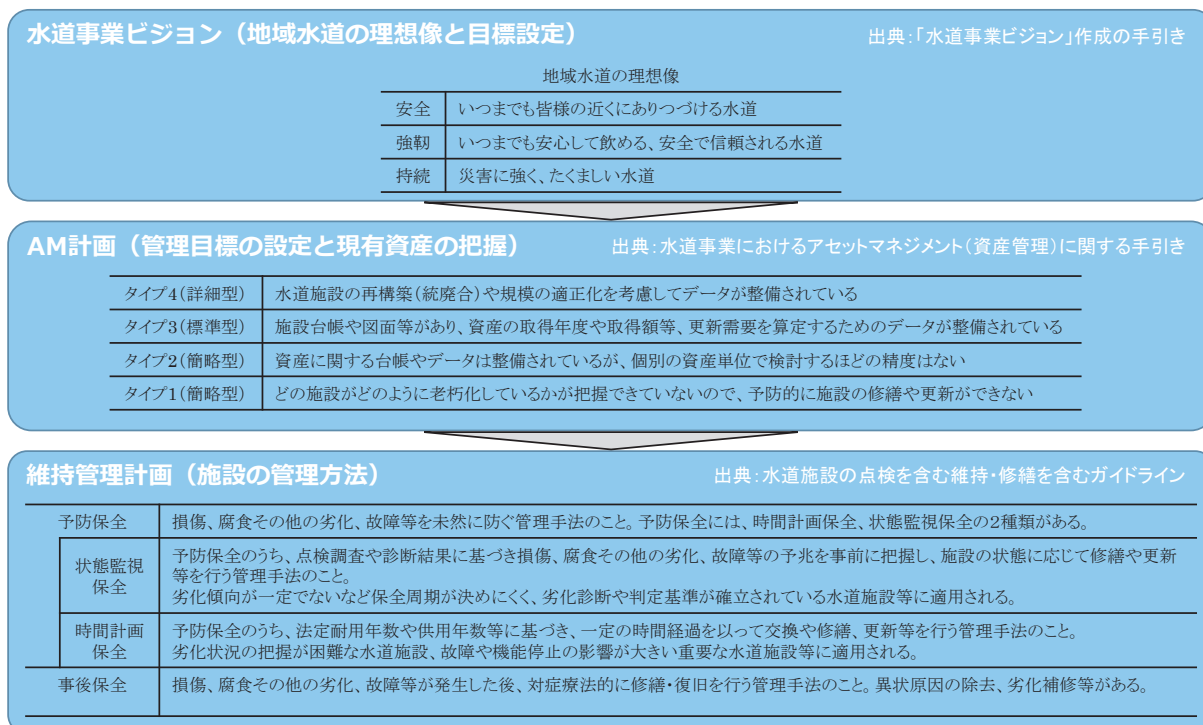 水道事業ビジョン（地域水道の理想像と目標設定）
出典：「水道事業ビジョン」作成の手引き
地域水道の理想像
安全 いつまでも皆様の近くにありつづける水道
強靭 いつまでも安心して飲める、安全で信頼される水道
持続 災害に強く、たくましい水道
AM計画（管理目標の設定と現有資産の把握）
出典：水道事業におけるアセットマネジメント（資産管理）に関する手引き
タイプ4（詳細型） 水道施設の再構築（統廃合）や規模の適正化を考慮してデータが整備されている
タイプ3（標準型） 施設台帳や図面等があり、資産の取得年度や取得額等、更新需要を算定するためのデータが整備されている
タイプ2（簡略型） 資産に関する台帳やデータは整備されているが、個別の資産単位で検討するほどの精度はない
タイプ1（簡略型） どの施設がどのように老朽化しているかが把握できていないので、予防的に施設の修繕や更新ができない
維持管理計画（施設の管理方法）
出典：水道施設の点検を含む維持・修繕を含むガイドライン
予防保全 損傷、腐食その他の劣化、故障等を未然に防ぐ管理手法のこと。予防保全には、時間計画保全、状態監視保全の2種類がある。
状態監視
保全
予防保全のうち、点検調査や診断結果に基づき損傷、腐食その他の劣化、故障等の予兆を事前に把握し、施設の状態に応じて修繕や更新
等を行う管理手法のこと。
劣化傾向が一定でないなど保全周期が決めにくく、劣化診断や判定基準が確立されている水道施設等に適用される。
時間計画
保全
予防保全のうち、法定耐用年数や供用年数等に基づき、一定の時間経過を以って交換や修繕、更新等を行う管理手法のこと。
劣化状況の把握が困難な水道施設、故障や機能停止の影響が大きい重要な水道施設等に適用される。
事後保全 損傷、腐食その他の劣化、故障等が発生した後、対症療法的に修繕・復旧を行う管理手法のこと。異状原因の除去、劣化補修等がある。